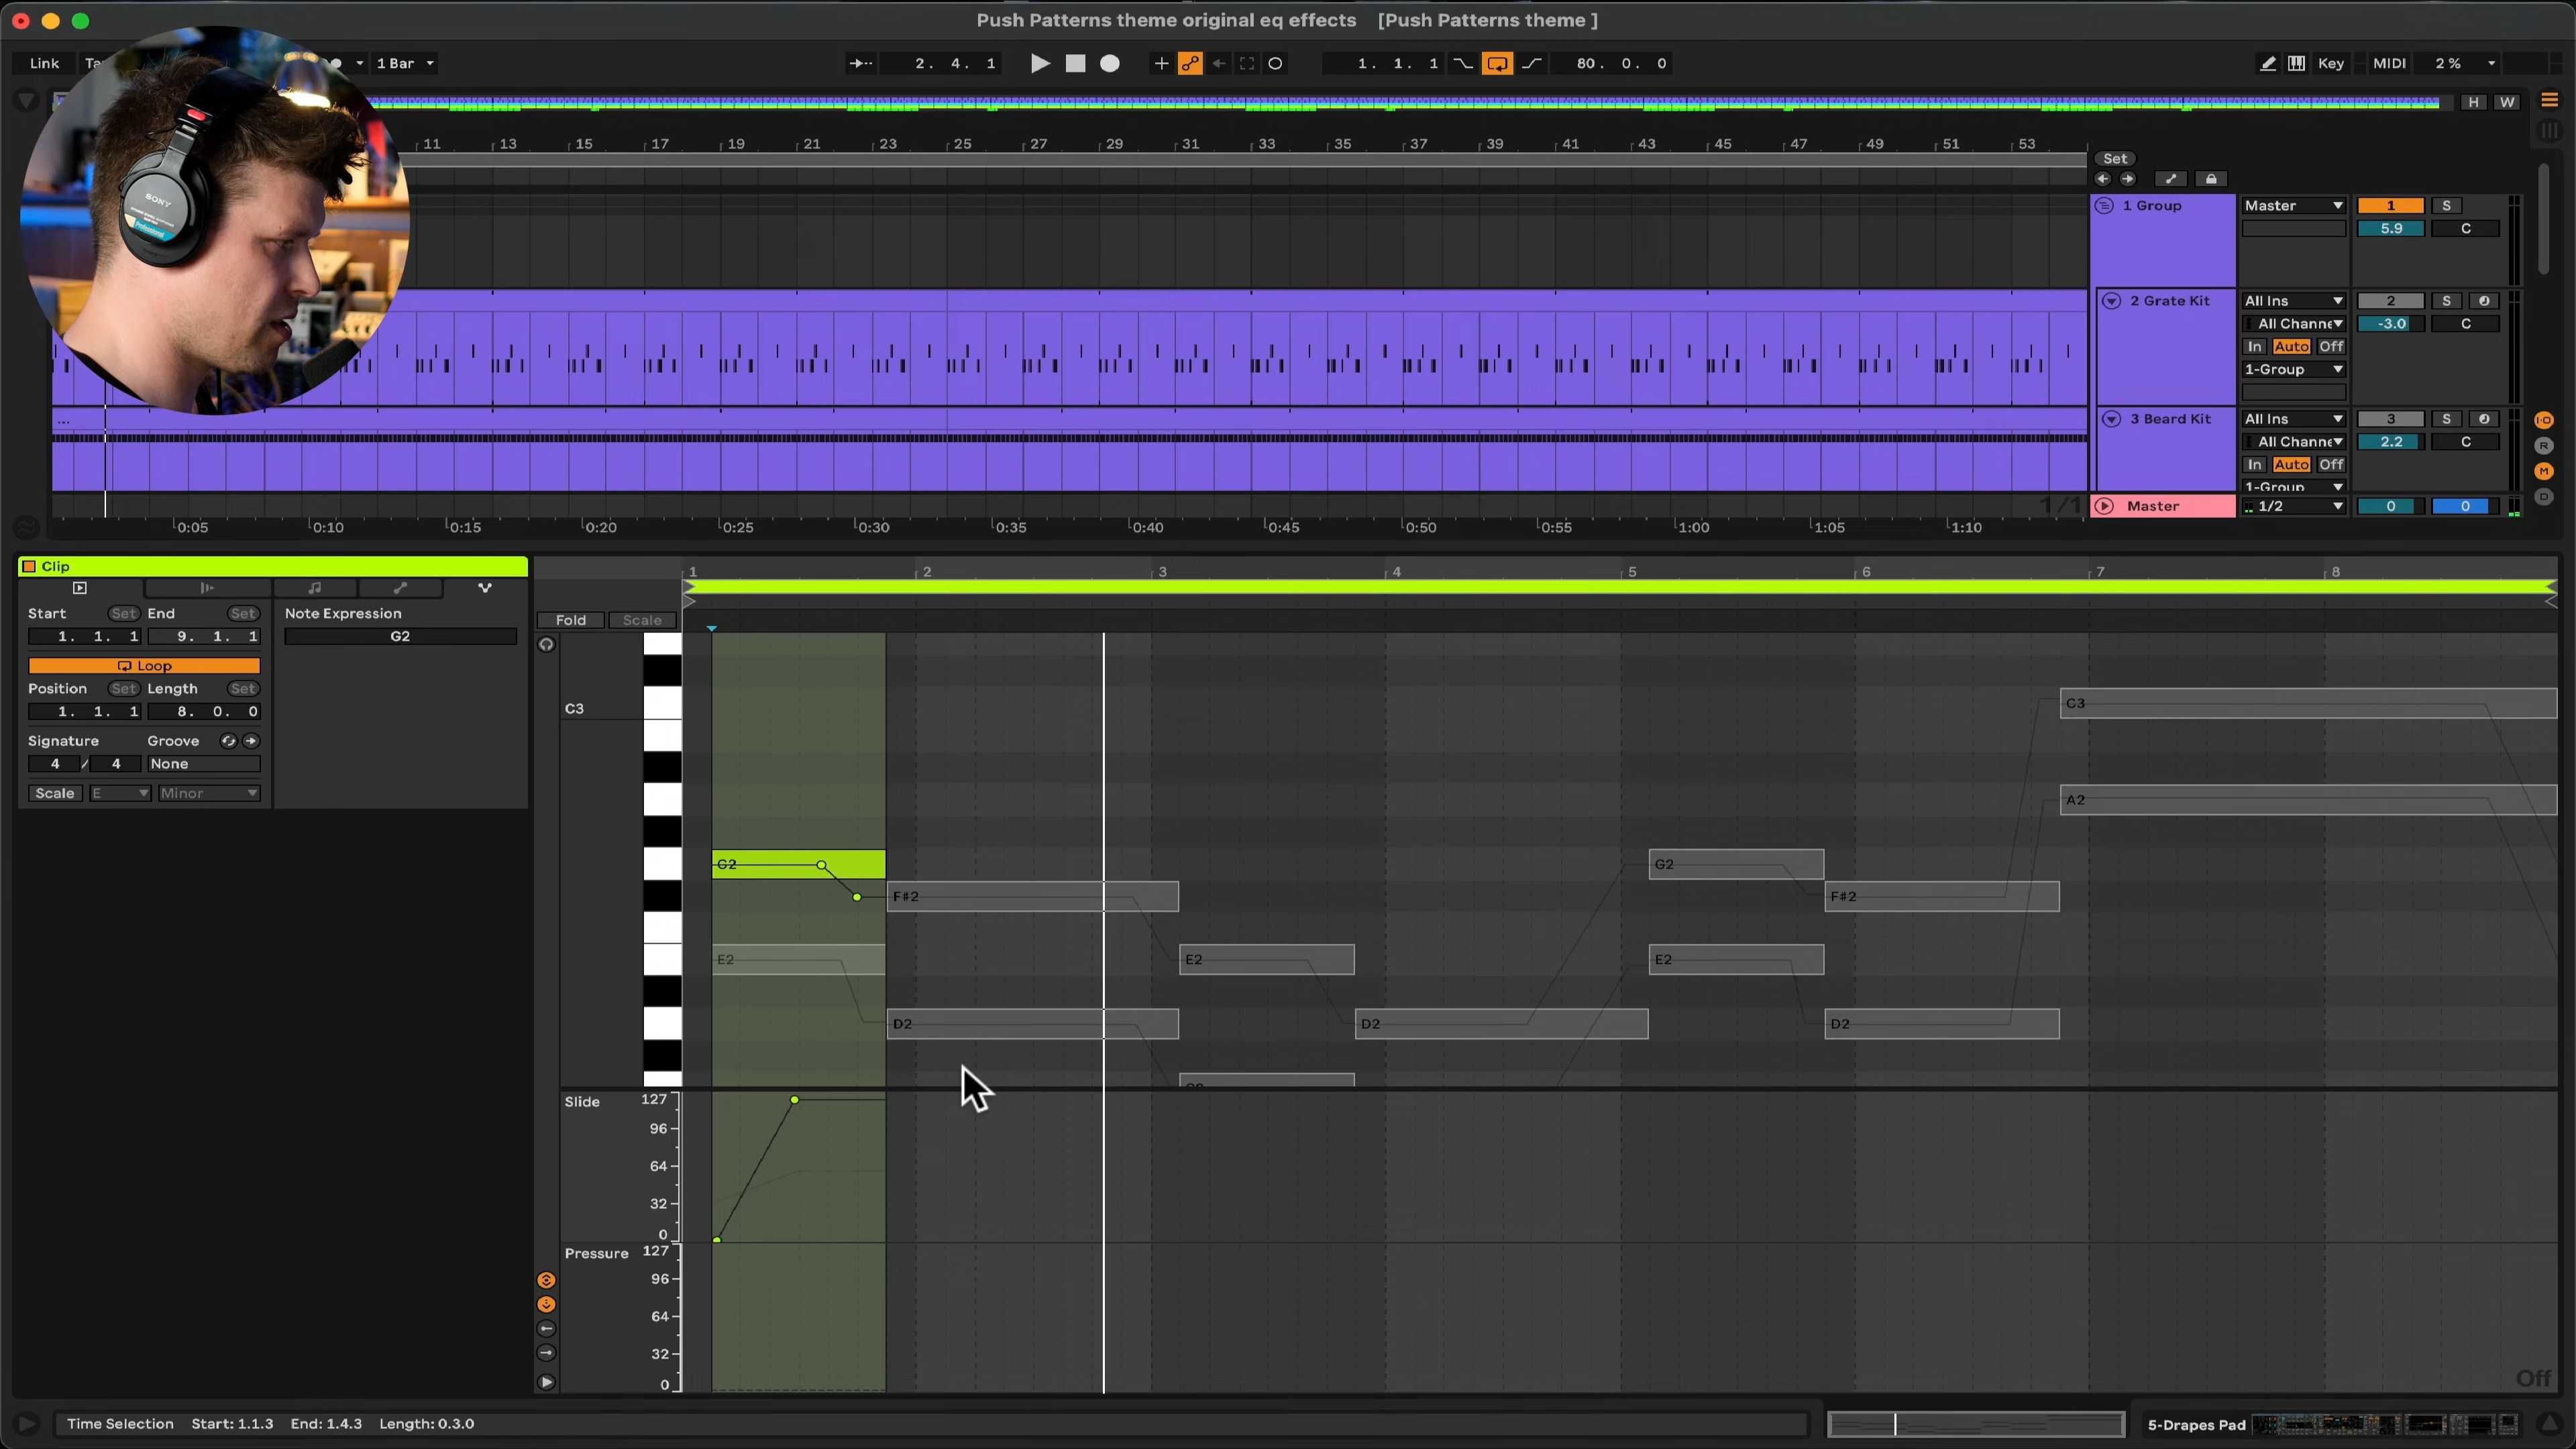 Push Patterns theme original eq effects [Push Patterns theme ]
Link
1 Bar
2. 4. 1
1. 1. 1
80. 0. 0
Key
MIDI
2 %
H
W
11 13 15 17 19 21 23 25 27 29 31 33 35 37 39 41 43 45 47 49 51 53
Set
1 Group
Master
1
S
5.9
C
2 Grate Kit
All Ins
2
S
All Channe
-3.0
C
In Auto Off
1-Group
3 Beard Kit
All Ins
3
S
All Channe
2.2
C
In Auto Off
1-Group
1/1
Master
1/2
0
0
I·O
R
M
D
SONY
Professional
0:05 0:10 0:15 0:20 0:25 0:30 0:35 0:40 0:45 0:50 0:55 1:00 1:05 1:10
Clip
Start Set End Set
1. 1. 1 9. 1. 1
Loop
Position Set Length Set
1. 1. 1 8. 0. 0
Signature Groove
4 / 4 None
Scale E Minor
Note Expression
G2
1 2 3 4 5 6 7 8
Fold Scale
C3
C3
A2
G2
G2
F#2
F#2
E2
E2
E2
D2
D2
D2
Slide 127
96
64
32
0
Pressure 127
96
64
32
0
Off
Time Selection Start: 1.1.3 End: 1.4.3 Length: 0.3.0
5-Drapes Pad